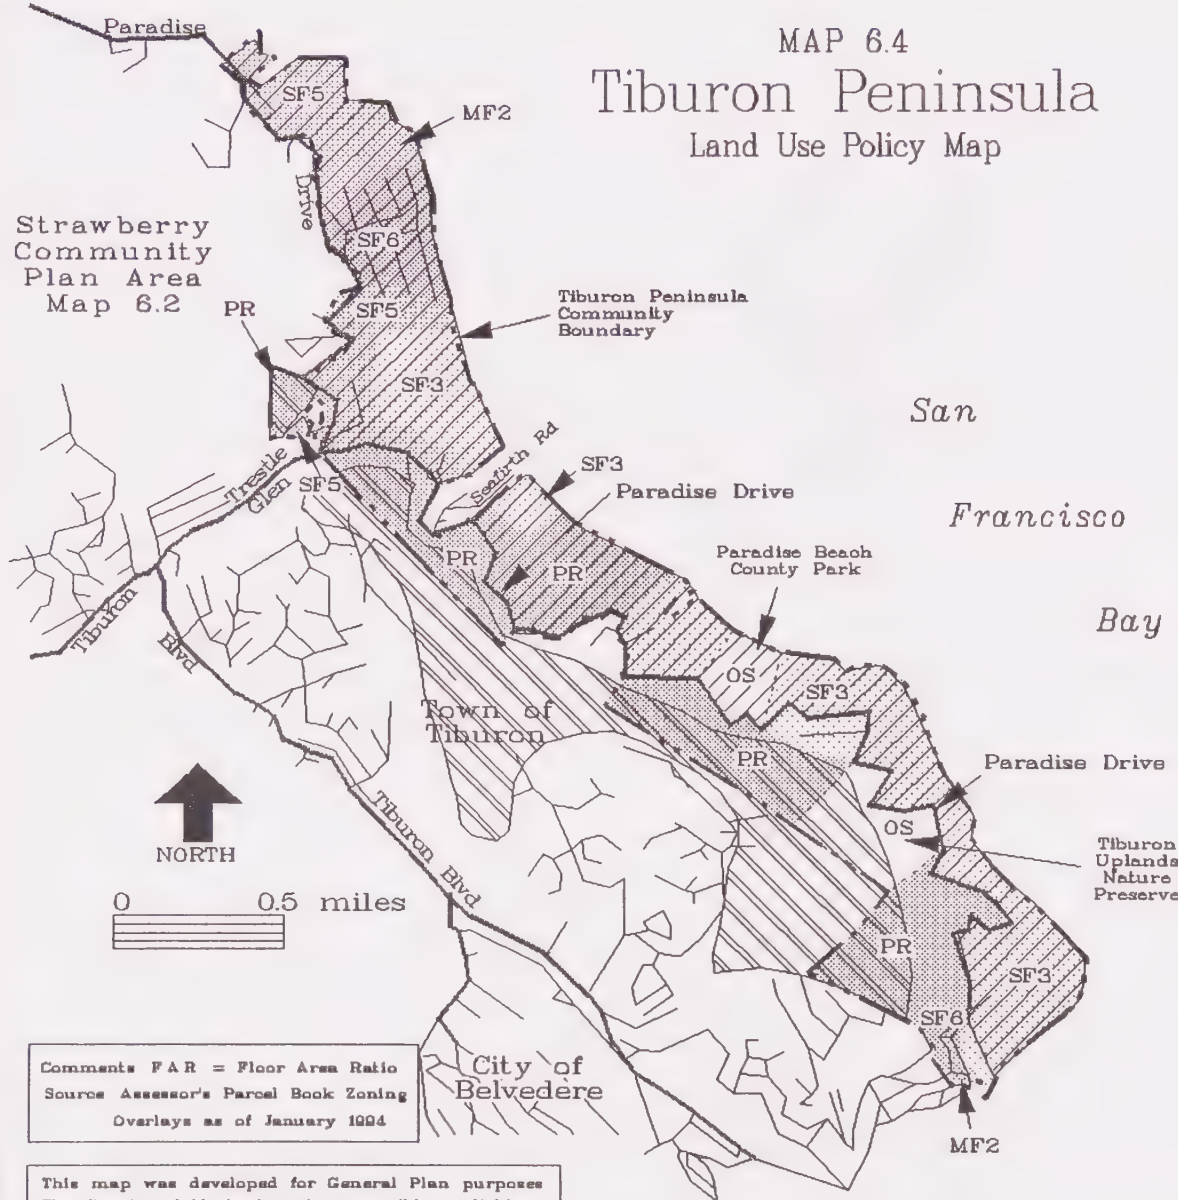 MAP 6.4
Tiburon Peninsula
Land Use Policy Map
Paradise
SF5
MF2
Drive
Strawberry
Community
Plan Area
Map 6.2
SF6
PR
SF5
Tiburon Peninsula
Community
Boundary
SF3
San
Seafirth Rd
SF3
Trestle
Glen
SF5
Paradise Drive
Francisco
PR
PR
Paradise Beach
County Park
Tiburon
Blvd
Bay
OS
SF3
Town of
Tiburon
PR
Paradise Drive
Tiburon Blvd
OS
NORTH
Tiburon
Uplands
Nature
Preserve
0 0.5 miles
PR
SF3
SF6
Comments FAR = Floor Area Ratio
Source Assessor's Parcel Book Zoning
Overlays as of January 1994
City of
Belvedere
MF2
This map was developed for General Plan purposes